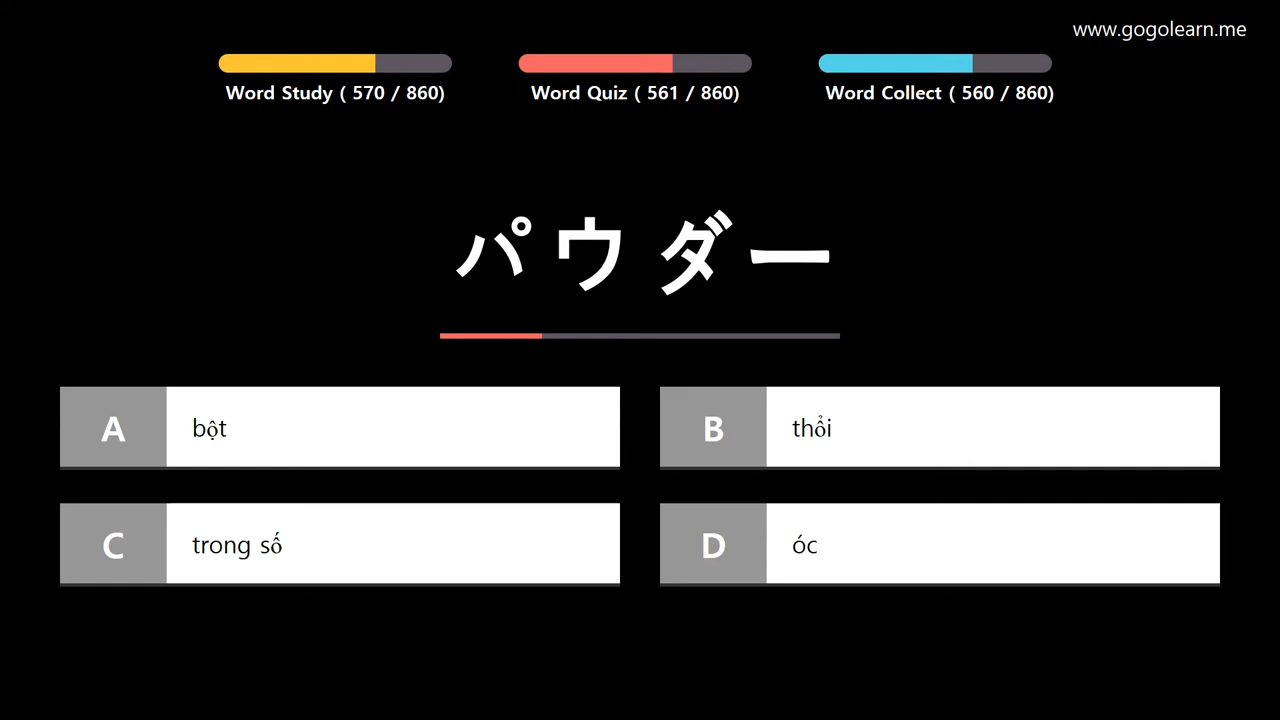 www.gogolearn.me
Word Study ( 570 / 860)
Word Quiz ( 561 / 860)
Word Collect ( 560 / 860)
パウダー
A bột
B thổi
C trong số
D óc